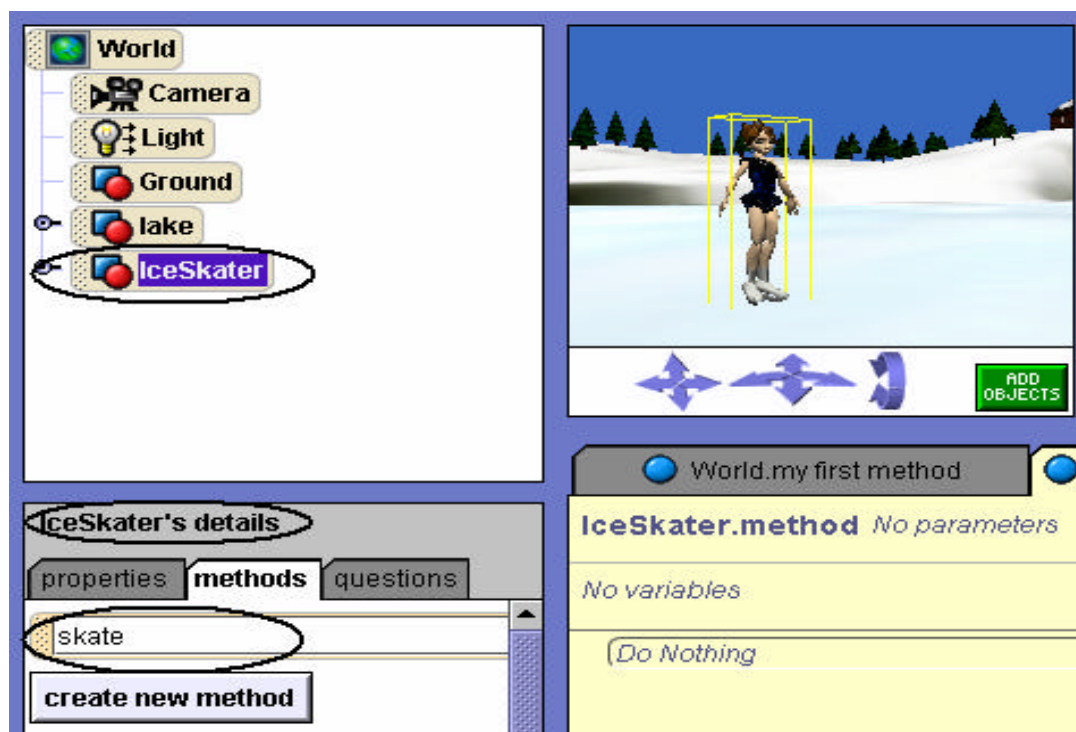 World
Camera
Light
Ground
lake
IceSkater
ADD
OBJECTS
IceSkater's details
properties methods questions
skate
create new method
World.my first method
IceSkater.method No parameters
No variables
(Do Nothing